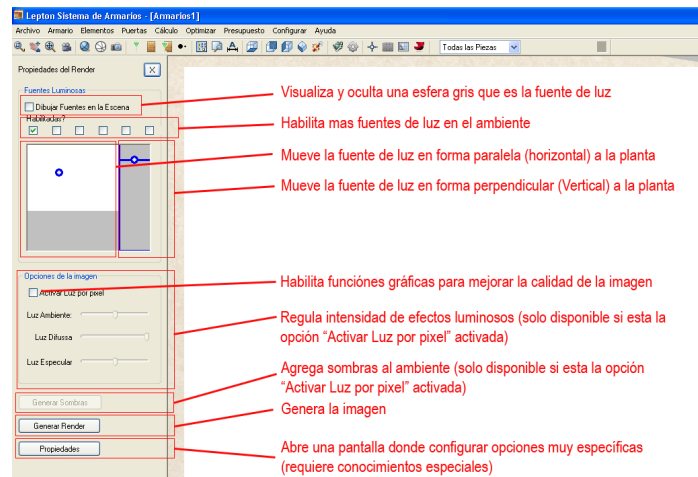 Lepton Sistema de Armarios - [Armarios1]
Archivo Armario Elementos Puertas Cálculo Optimizar Presupuesto Configurar Ayuda
Todas las Piezas
Propiedades del Render
Fuentes Luminosas
Dibujar Fuentes en la Escena
Habilitadas?
Visualiza y oculta una esfera gris que es la fuente de luz
Habilita mas fuentes de luz en el ambiente
Mueve la fuente de luz en forma paralela (horizontal) a la planta
Mueve la fuente de luz en forma perpendicular (Vertical) a la planta
Opciones de la imagen
Activar Luz por pixel
Luz Ambiente:
Luz Difussa
Luz Especular
Habilita funciónes gráficas para mejorar la calidad de la imagen
Regula intensidad de efectos luminosos (solo disponible si esta la
opción “Activar Luz por pixel” activada)
Generar Sombras
Agrega sombras al ambiente (solo disponible si esta la opción
“Activar Luz por pixel” activada)
Generar Render
Genera la imagen
Propiedades
Abre una pantalla donde configurar opciones muy específicas
(requiere conocimientos especiales)